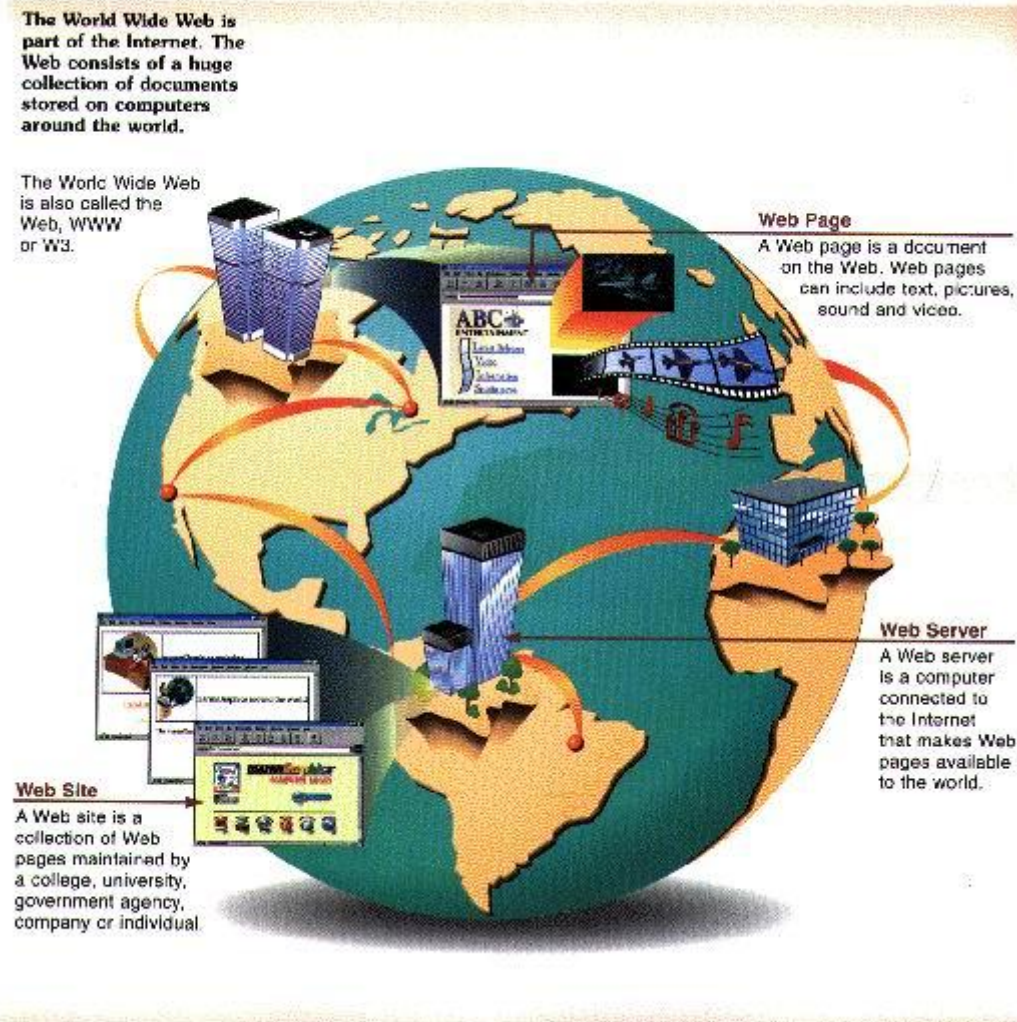 The World Wide Web is
part of the Internet. The
Web consists of a huge
collection of documents
stored on computers
around the world.
The World Wide Web
is also called the
Web, WWW
or W3.
Web Page
A Web page is a document
on the Web. Web pages
can include text, pictures,
sound and video.
ABC
ENTERTAINMENT
Web Server
A Web server
is a computer
connected to
the Internet
that makes Web
pages available
to the world.
Web Site
A Web site is a
collection of Web
pages maintained by
a college, university,
government agency,
company or individual.